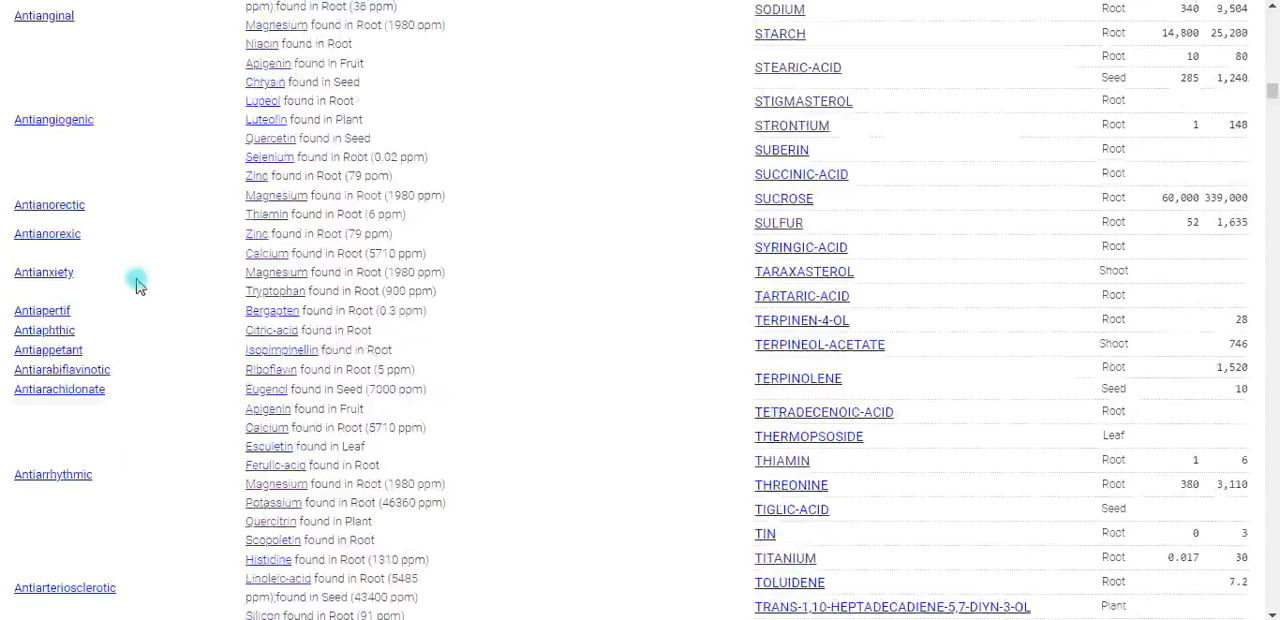 ppm);found in Root (36 ppm)
Antianginal
Magnesium found in Root (1980 ppm)
Niacin found in Root
Apigenin found in Fruit
Chrysin found in Seed
Lupeol found in Root
Antiangiogenic
Luteolin found in Plant
Quercetin found in Seed
Selenium found in Root (0.02 ppm)
Zinc found in Root (79 ppm)
Antianorectic
Magnesium found in Root (1980 ppm)
Thiamin found in Root (6 ppm)
Antianorexic
Zinc found in Root (79 ppm)
Calcium found in Root (5710 ppm)
Antianxiety
Magnesium found in Root (1980 ppm)
Tryptophan found in Root (900 ppm)
Antiapertif
Bergapten found in Root (0.3 ppm)
Antiaphthic
Citric-acid found in Root
Antiappetant
Isopimpinellin found in Root
Antiarabiflavinotic
Riboflavin found in Root (5 ppm)
Antiarachidonate
Eugenol found in Seed (7000 ppm)
Apigenin found in Fruit
Calcium found in Root (5710 ppm)
Esculetin found in Leaf
Ferulic-acid found in Root
Antiarrhythmic
Magnesium found in Root (1980 ppm)
Potassium found in Root (46360 ppm)
Quercitrin found in Plant
Scopoletin found in Root
Histidine found in Root (1310 ppm)
Antiarteriosclerotic
Linoleic-acid found in Root (5485
ppm);found in Seed (43400 ppm)
Silicon found in Root (91 ppm)
SODIUM Root 340 9,504
STARCH Root 14,800 25,200
STEARIC-ACID Root 10 80
Seed 285 1,240
STIGMASTEROL Root
STRONTIUM Root 1 148
SUBERIN Root
SUCCINIC-ACID Root
SUCROSE Root 60,000 339,000
SULFUR Root 52 1,635
SYRINGIC-ACID Root
TARAXASTEROL Shoot
TARTARIC-ACID Root
TERPINEN-4-OL Root 28
TERPINEOL-ACETATE Shoot 746
TERPINOLENE Root 1,520
Seed 10
TETRADECENOIC-ACID Root
THERMOPSOSIDE Leaf
THIAMIN Root 1 6
THREONINE Root 380 3,110
TIGLIC-ACID Seed
TIN Root 0 3
TITANIUM Root 0.017 30
TOLUIDENE Root 7.2
TRANS-1,10-HEPTADECADIENE-5,7-DIYN-3-OL Plant